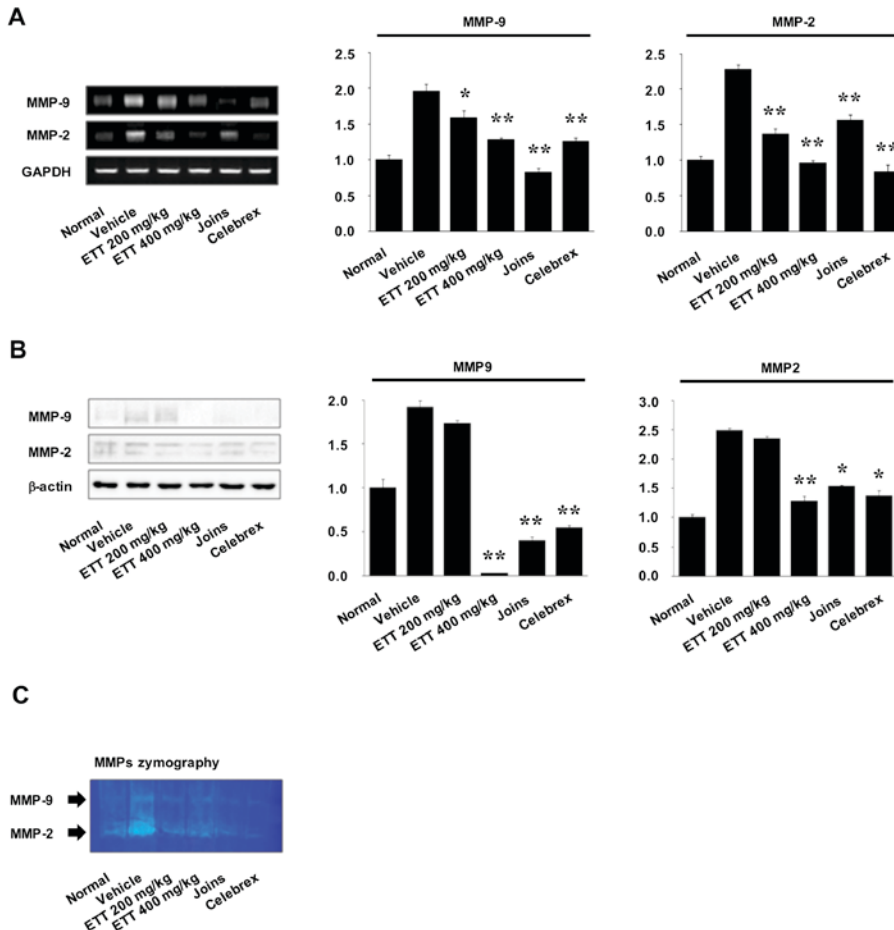 A
MMP-9
MMP-2
GAPDH
Normal
Vehicle
ETT 200 mg/kg
ETT 400 mg/kg
Joins
Celebrex
MMP-9
2.5
2.0
1.5
1.0
0.5
0.0
*
**
**
**
Normal
Vehicle
ETT 200 mg/kg
ETT 400 mg/kg
Joins
Celebrex
MMP-2
2.5
2.0
1.5
1.0
0.5
0.0
**
**
**
**
Normal
Vehicle
ETT 200 mg/kg
ETT 400 mg/kg
Joins
Celebrex
B
MMP-9
MMP-2
β-actin
Normal
Vehicle
ETT 200 mg/kg
ETT 400 mg/kg
Joins
Celebrex
MMP9
2.0
1.5
1.0
0.5
0.0
**
**
**
Normal
Vehicle
ETT 200 mg/kg
ETT 400 mg/kg
Joins
Celebrex
MMP2
3.0
2.5
2.0
1.5
1.0
0.5
0.0
**
*
*
Normal
Vehicle
ETT 200 mg/kg
ETT 400 mg/kg
Joins
Celebrex
C
MMPs zymography
MMP-9
MMP-2
Normal
Vehicle
ETT 200 mg/kg
ETT 400 mg/kg
Joins
Celebrex